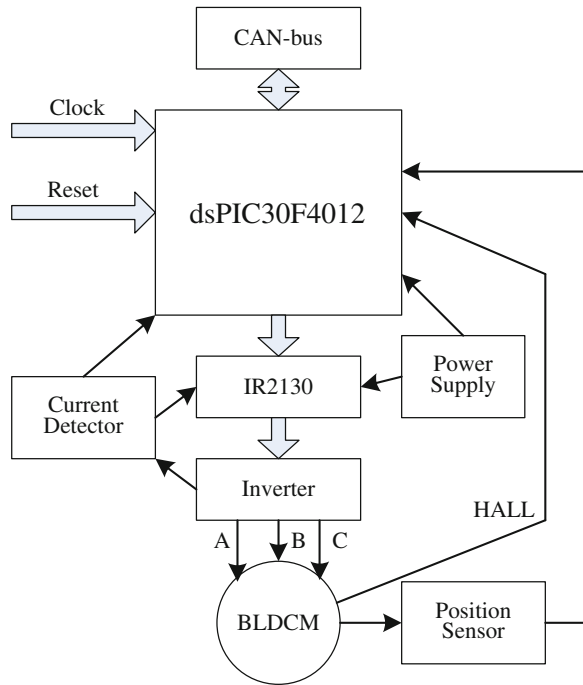 CAN-bus
Clock
Reset
dsPIC30F4012
Power
Supply
IR2130
Current
Detector
Inverter
A
B
C
HALL
BLDCM
Position
Sensor